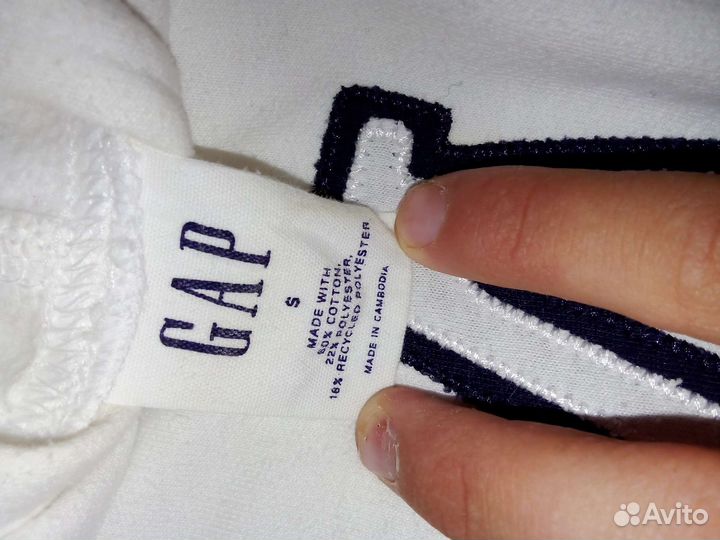 GAP
S
MADE WITH
60% COTTON,
22% POLYESTER,
18% RECYCLED POLYESTER
MADE IN CAMBODIA
Avito